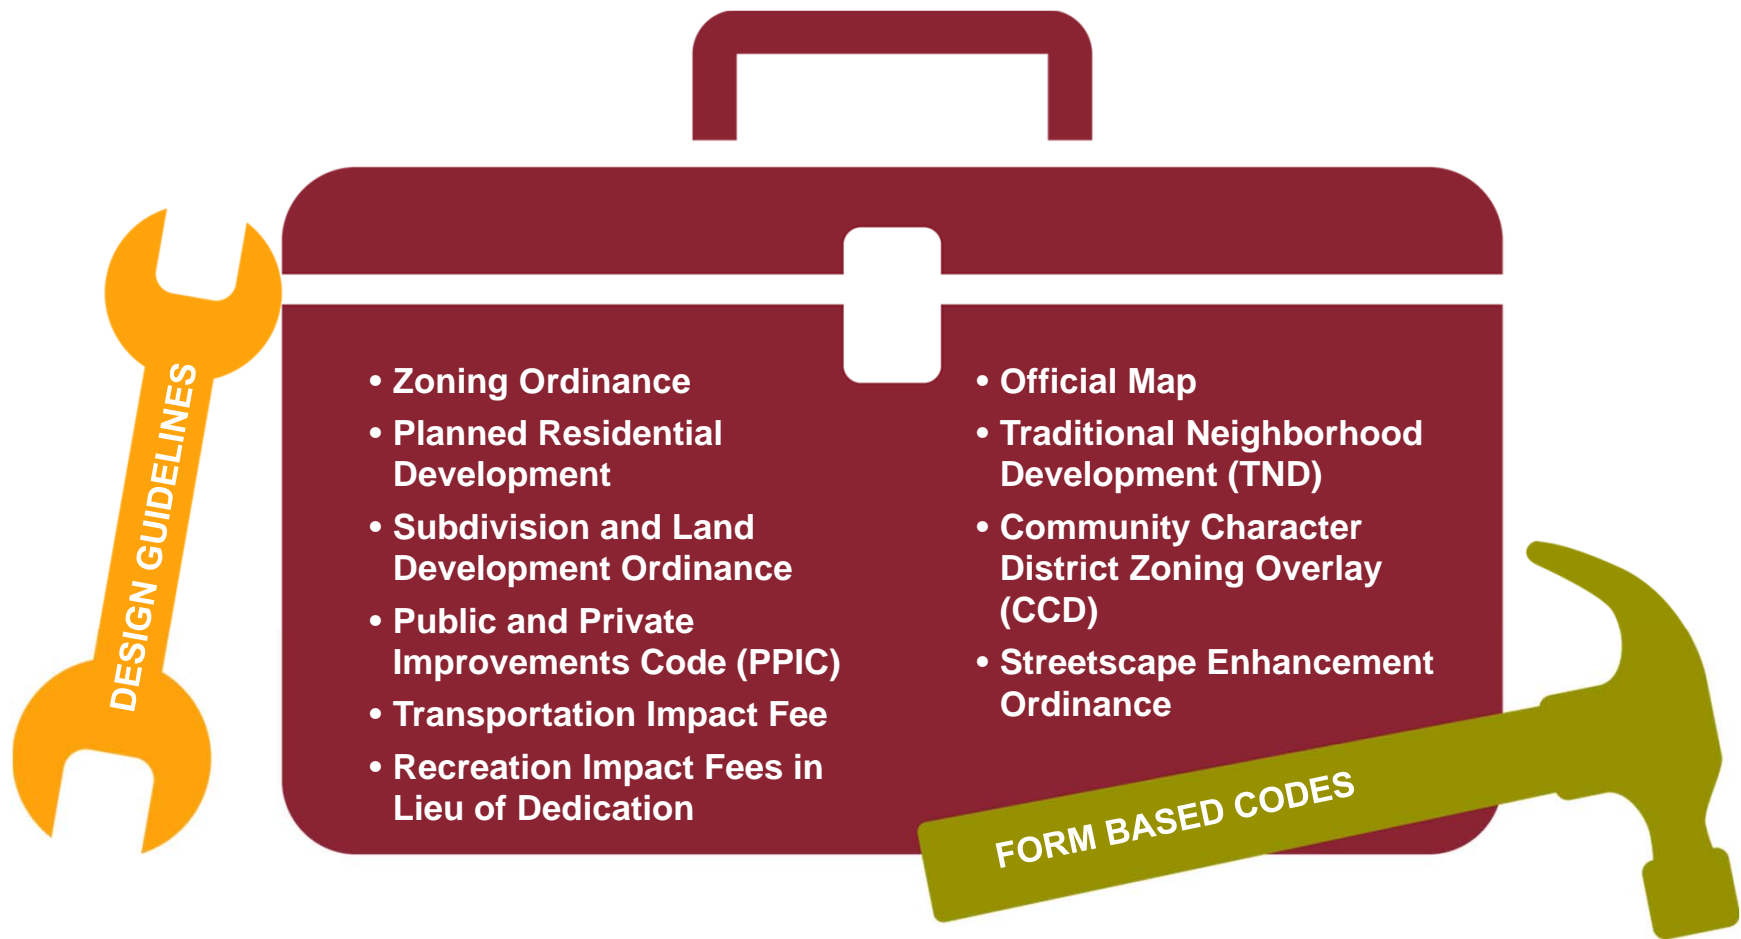 DESIGN GUIDELINES
• Zoning Ordinance
• Planned Residential
Development
• Subdivision and Land
Development Ordinance
• Public and Private
Improvements Code (PPIC)
• Transportation Impact Fee
• Recreation Impact Fees in
Lieu of Dedication
• Official Map
• Traditional Neighborhood
Development (TND)
• Community Character
District Zoning Overlay
(CCD)
• Streetscape Enhancement
Ordinance
FORM BASED CODES